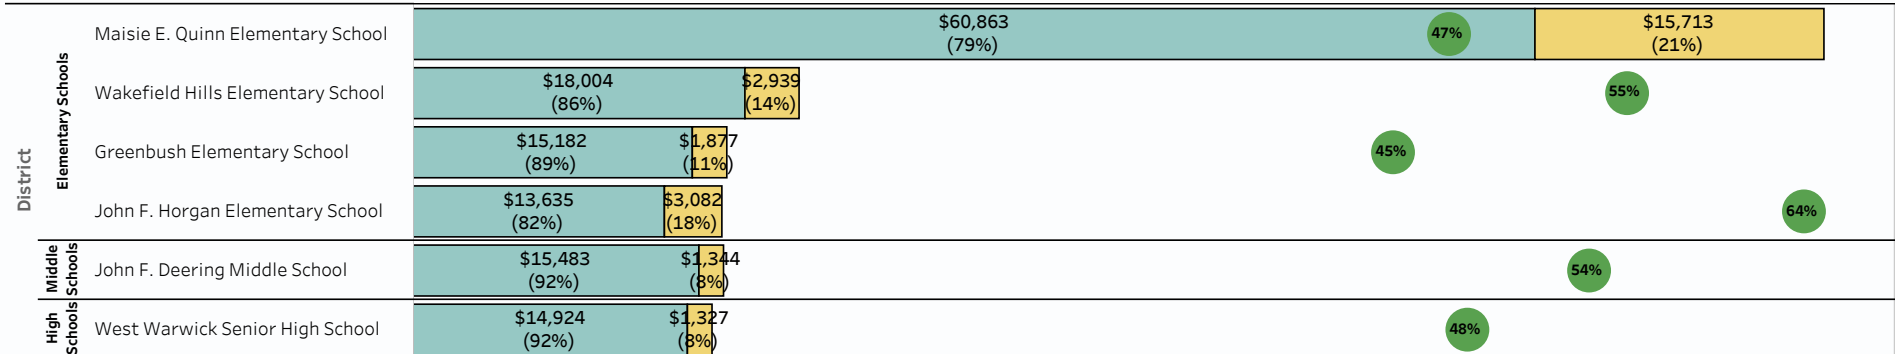 District
Elementary Schools
Maisie E. Quinn Elementary School
$60,863
(79%)
47%
$15,713
(21%)
Wakefield Hills Elementary School
$18,004
(86%)
$2,939
(14%)
55%
Greenbush Elementary School
$15,182
(89%)
$1,877
(11%)
45%
John F. Horgan Elementary School
$13,635
(82%)
$3,082
(18%)
64%
Middle
Schools
John F. Deering Middle School
$15,483
(92%)
$1,344
(8%)
54%
High
Schools
West Warwick Senior High School
$14,924
(92%)
$1,327
(8%)
48%